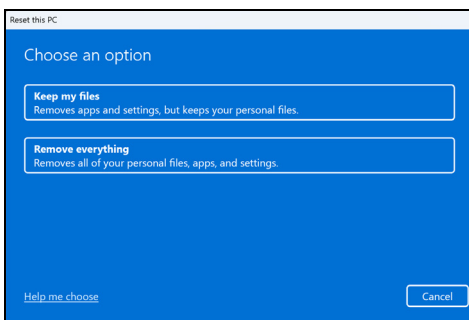 Reset this PC
Choose an option
Keep my files
Removes apps and settings, but keeps your personal files.
Remove everything
Removes all of your personal files, apps, and settings.
Help me choose
Cancel